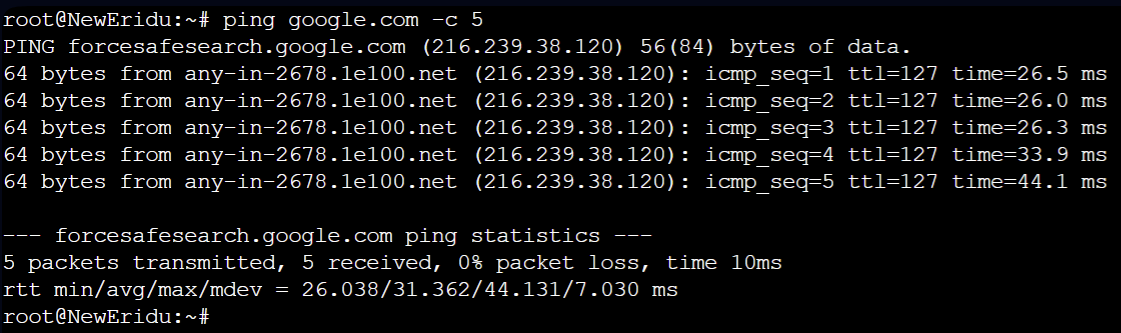 root@NewEridu:~# ping google.com -c 5
PING forcesafesearch.google.com (216.239.38.120) 56(84) bytes of data.
64 bytes from any-in-2678.1e100.net (216.239.38.120): icmp_seq=1 ttl=127 time=26.5 ms
64 bytes from any-in-2678.1e100.net (216.239.38.120): icmp_seq=2 ttl=127 time=26.0 ms
64 bytes from any-in-2678.1e100.net (216.239.38.120): icmp_seq=3 ttl=127 time=26.3 ms
64 bytes from any-in-2678.1e100.net (216.239.38.120): icmp_seq=4 ttl=127 time=33.9 ms
64 bytes from any-in-2678.1e100.net (216.239.38.120): icmp_seq=5 ttl=127 time=44.1 ms
--- forcesafesearch.google.com ping statistics ---
5 packets transmitted, 5 received, 0% packet loss, time 10ms
rtt min/avg/max/mdev = 26.038/31.362/44.131/7.030 ms
root@NewEridu:~#